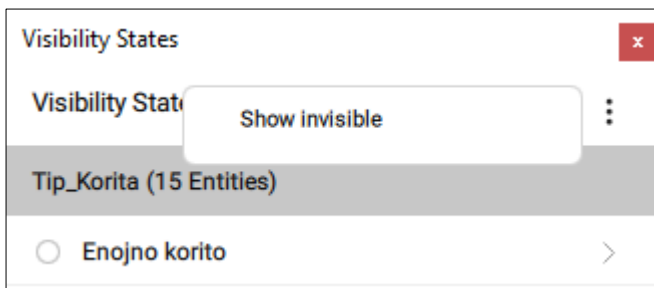 Visibility States
x
Visibility State
Show invisible
Tip_Korita (15 Entities)
Enojno korito